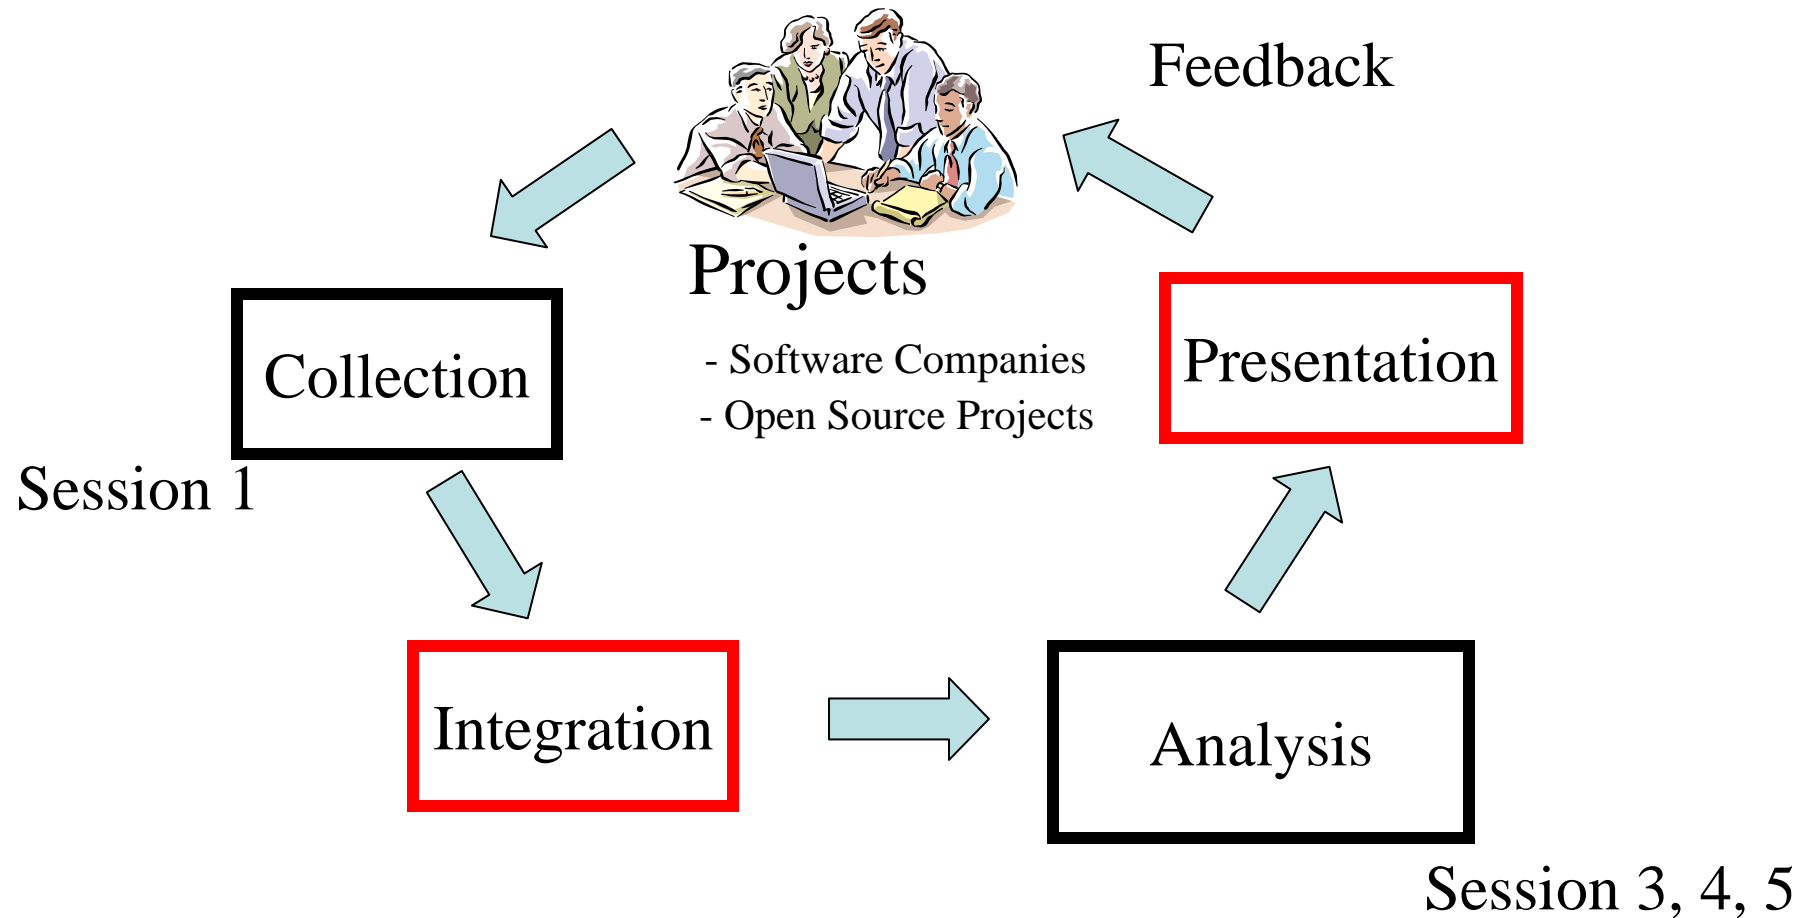 Feedback
Projects
- Software Companies
- Open Source Projects
Collection
Session 1
Presentation
Integration
Analysis
Session 3, 4, 5